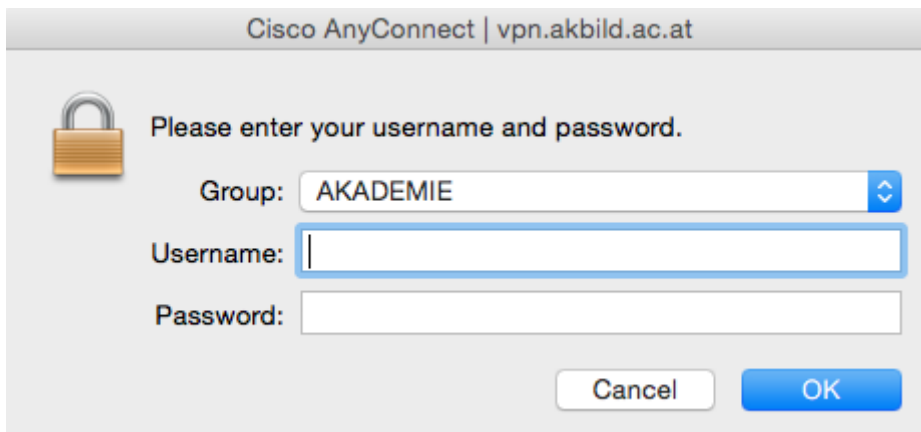 Cisco AnyConnect | vpn.akbild.ac.at
Please enter your username and password.
Group: AKADEMIE
Username:
Password:
Cancel OK